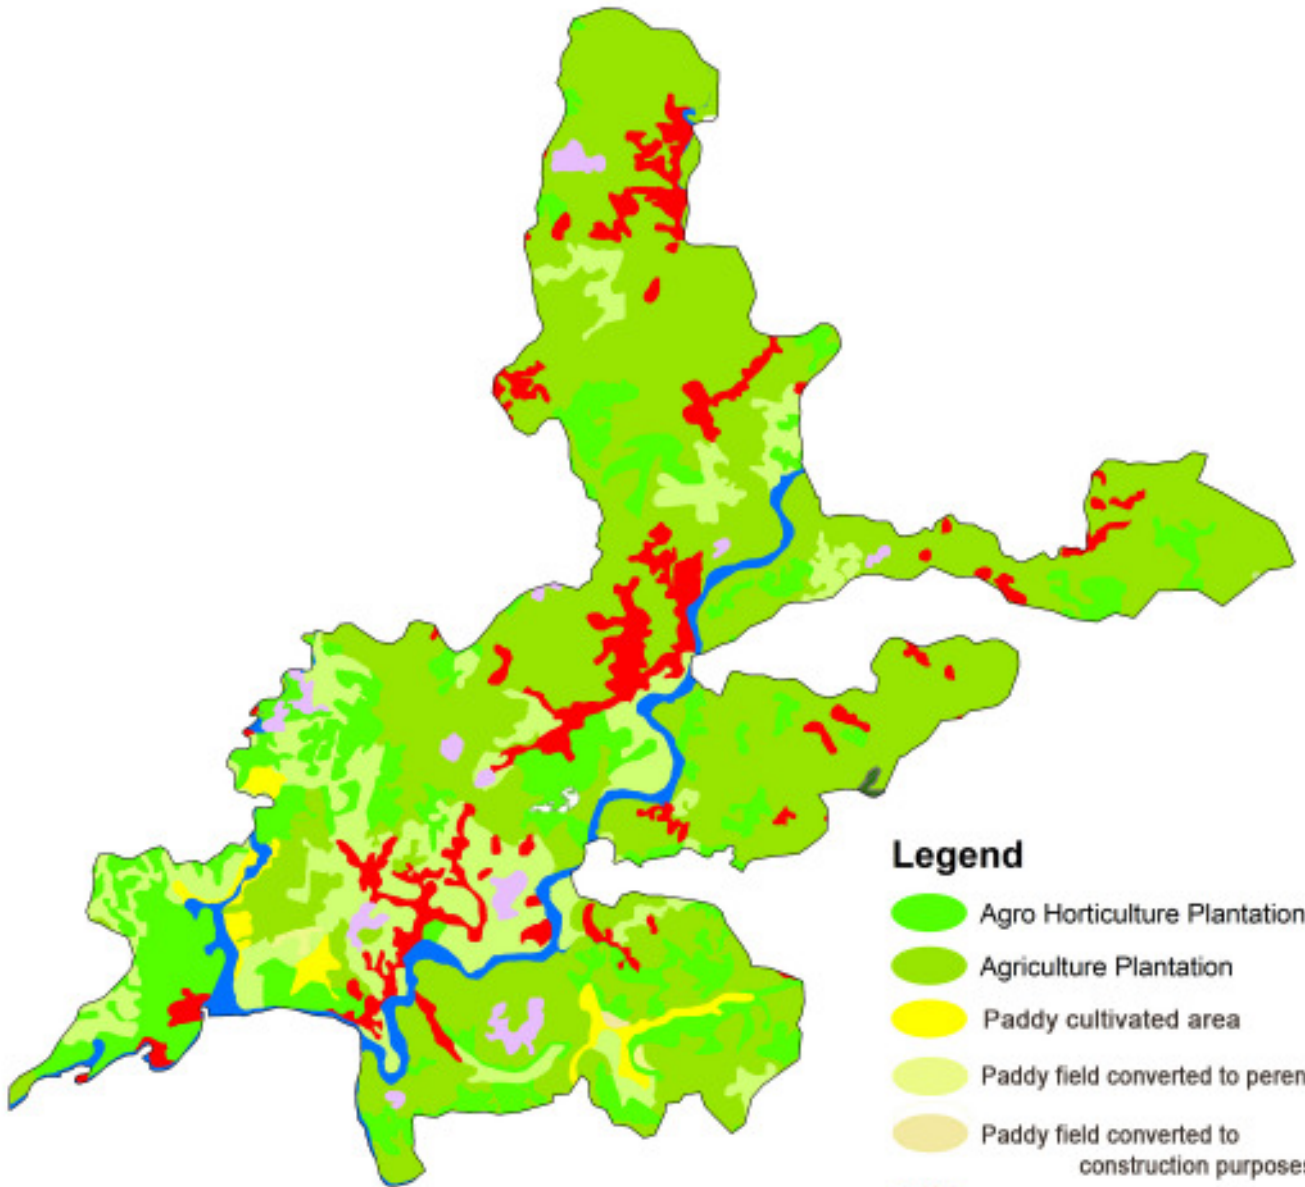 Legend
Agro Horticulture Plantation
Agriculture Plantation
Paddy cultivated area
Paddy field converted to peren
Paddy field converted to
construction purposes